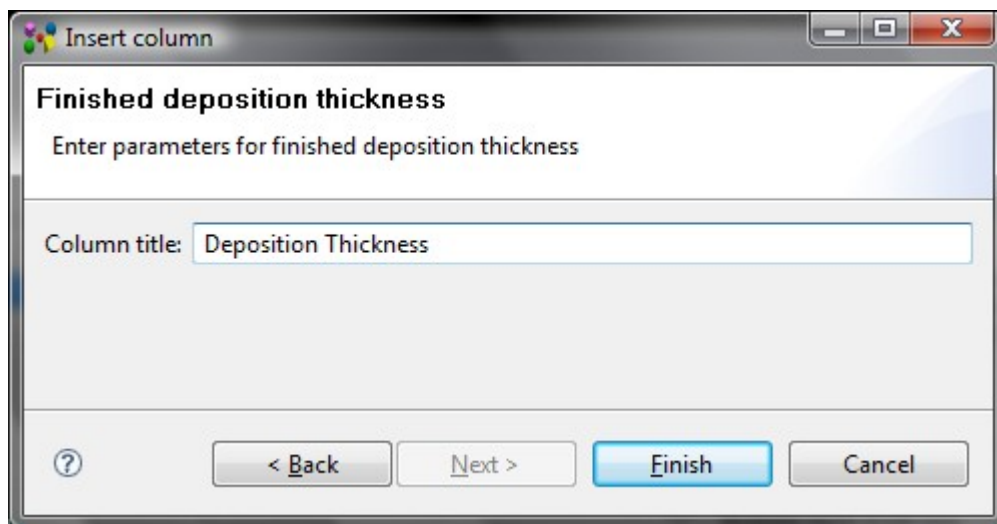 Insert column
Finished deposition thickness
Enter parameters for finished deposition thickness
Column title: Deposition Thickness
< Back Next > Finish Cancel